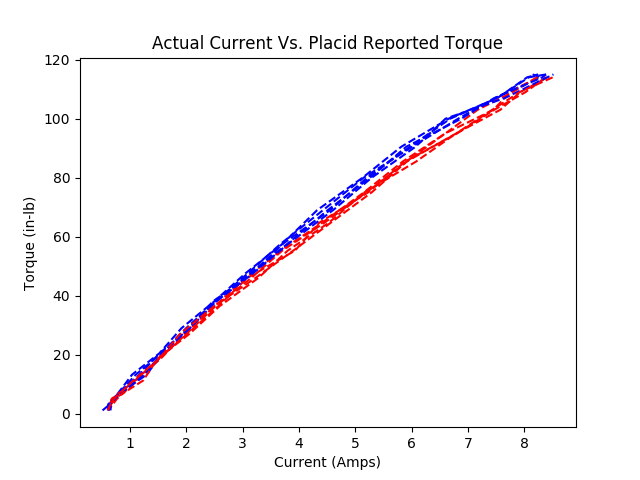 Actual Current Vs. Placid Reported Torque
120
100
80
60
40
20
0
Torque (in-lb)
1 2 3 4 5 6 7 8
Current (Amps)